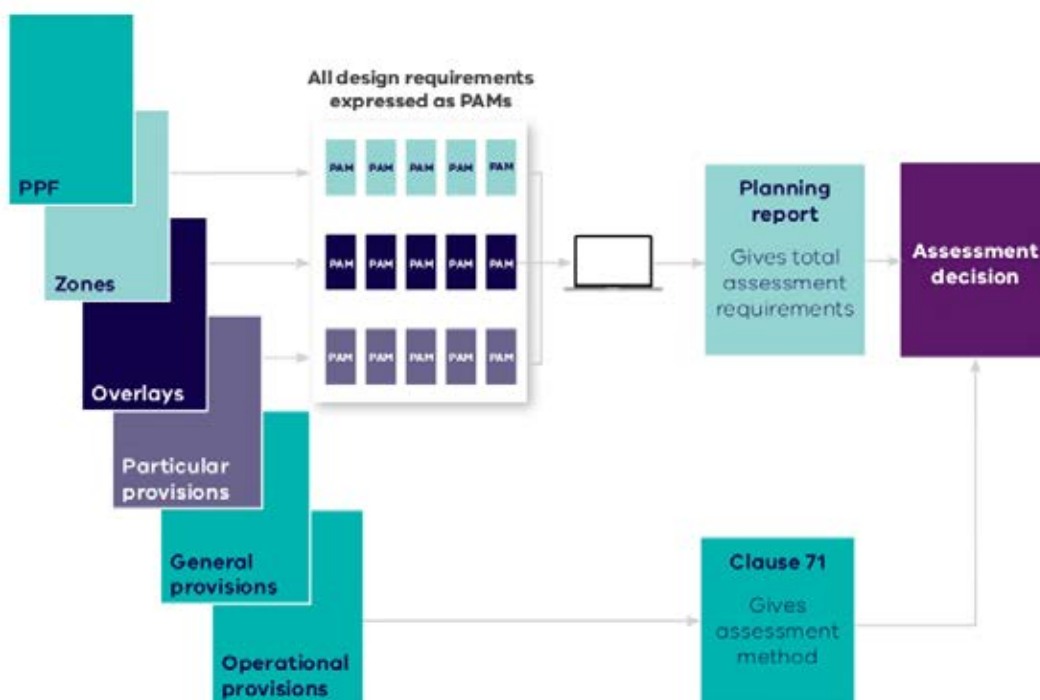 All design requirements
expressed as PAMs
PPF
Zones
Overlays
Particular
provisions
General
provisions
Operational
provisions
PAM PAM PAM PAM PAM
PAM PAM PAM PAM PAM
PAM PAM PAM PAM PAM
Planning
report
Gives total
assessment
requirements
Assessment
decision
Clause 71
Gives
assessment
method